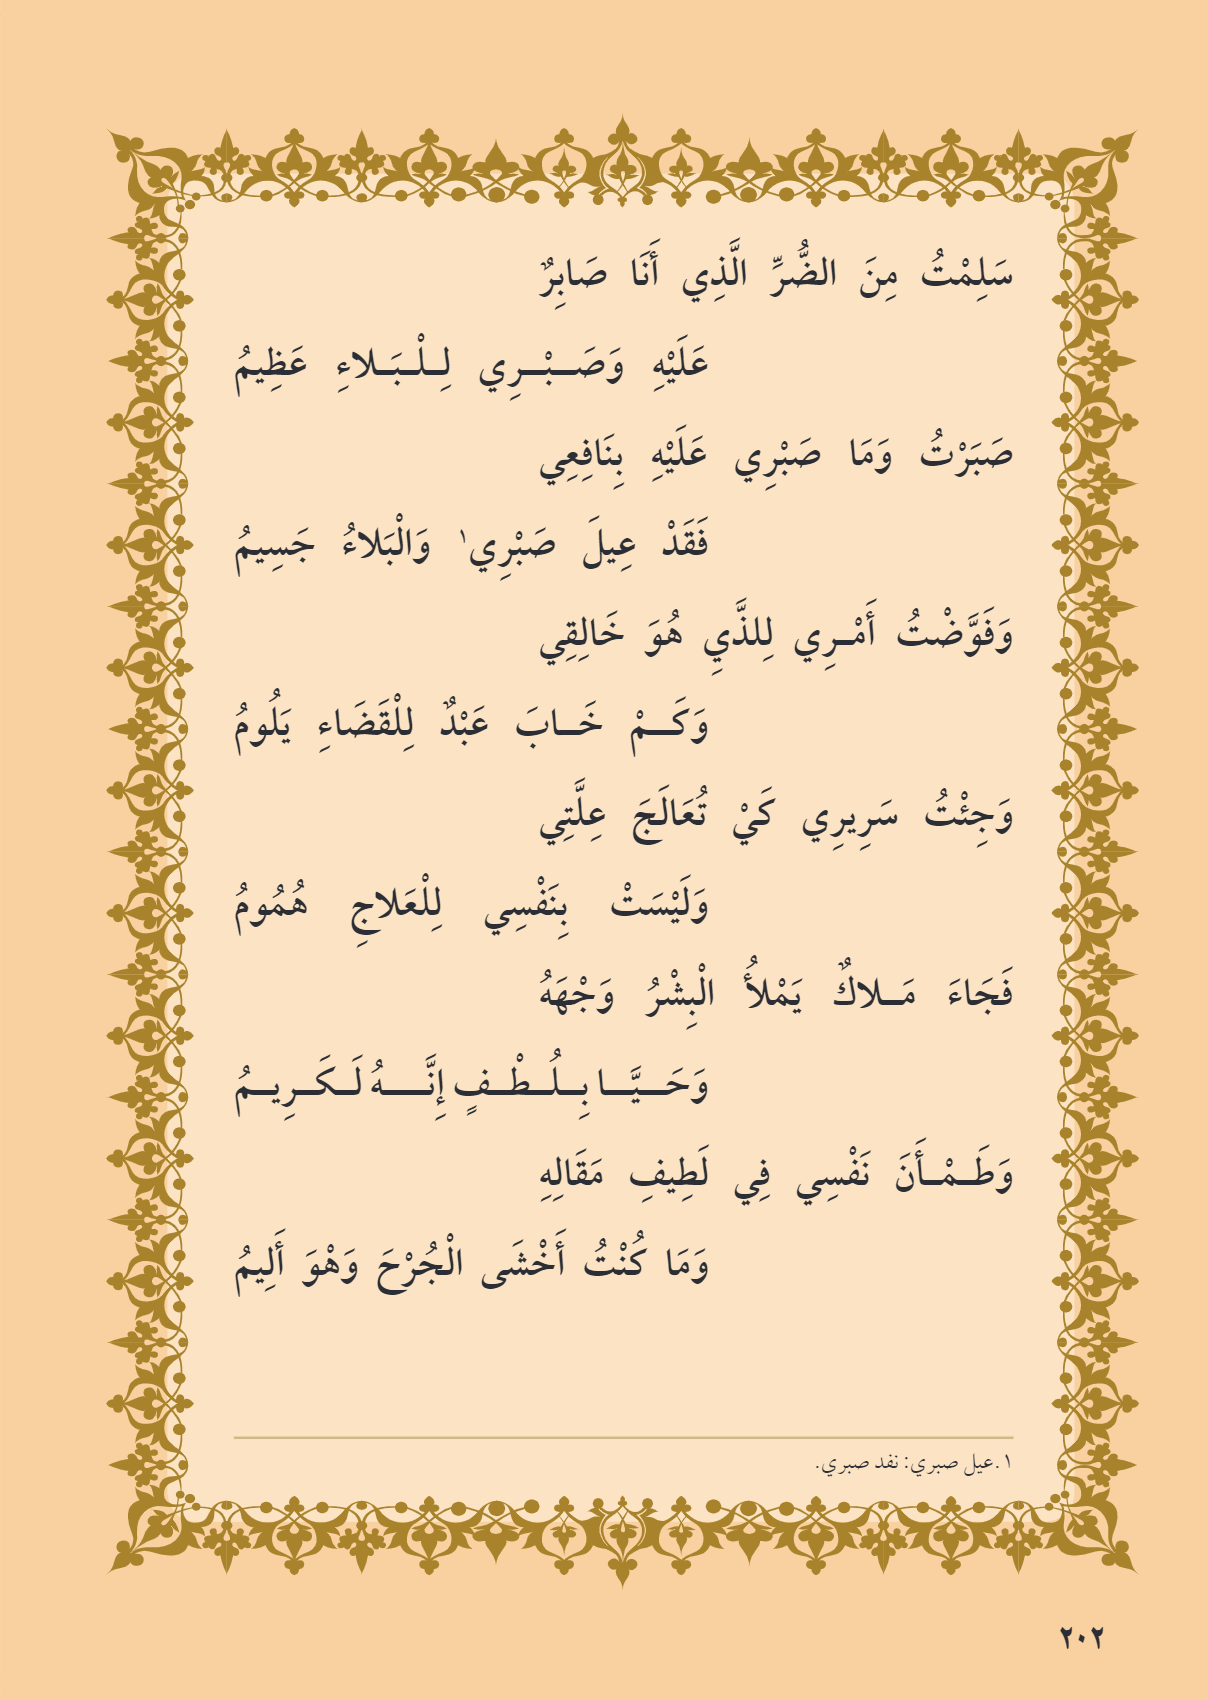 سَلِمْتُ مِنَ الضُّرِّ الَّذِي أَنَا صَابِرٌ
عَلَيْهِ وَصَبْرِي لِلْبَلاءِ عَظِيمُ
صَبَرْتُ وَمَا صَبْرِي عَلَيْهِ بِنَافِعِي
فَقَدْ عِيلَ صَبْرِي١ وَالْبَلاءُ جَسِيمُ
وَفَوَّضْتُ أَمْرِي لِلذَّيِ هُوَ خَالِقِي
وَكَمْ خَابَ عَبْدٌ لِلْقَضَاءِ يَلُومُ
وَجِئْتُ سَرِيرِي كَيْ تُعَالَجَ عِلَّتِي
وَلَيْسَتْ بِنَفْسِي لِلْعَلاجِ هُمُومُ
فَجَاءَ مَلاكٌ يَمْلأُ الْبِشْرُ وَجْهَهُ
وَحَيَّا بِلُطْفٍ إِنَّهُ لَكَرِيمُ
وَطَمْأَنَ نَفْسِي فِي لَطِيفِ مَقَالِهِ
وَمَا كُنْتُ أَخْشَى الْجُرْحَ وَهْوَ أَلِيمُ
١.عيل صبري: نفد صبري.
٢٠٢